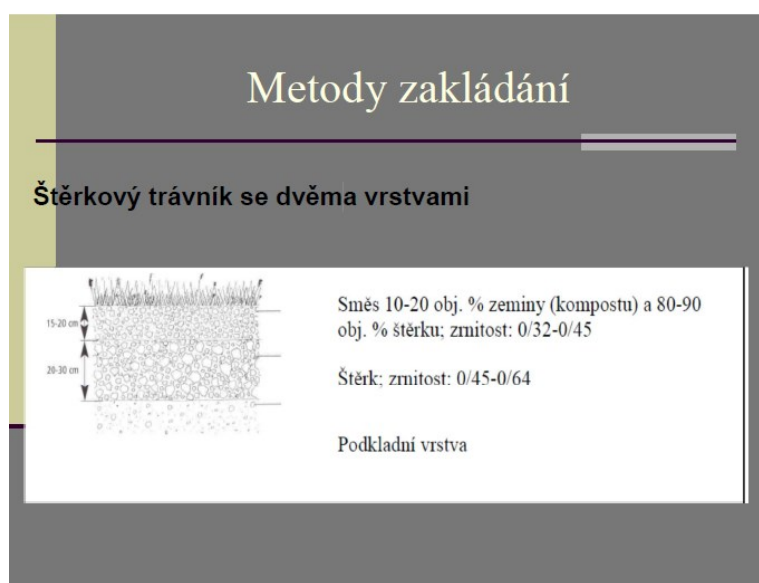 Metody zakládání
Štěrkový trávník se dvěma vrstvami
15-20 cm
20-30 cm
Směs 10-20 obj. % zeminy (kompostu) a 80-90
obj. % štěrku; zrnitost: 0/32-0/45
Štěrk; zrnitost: 0/45-0/64
Podkladní vrstva